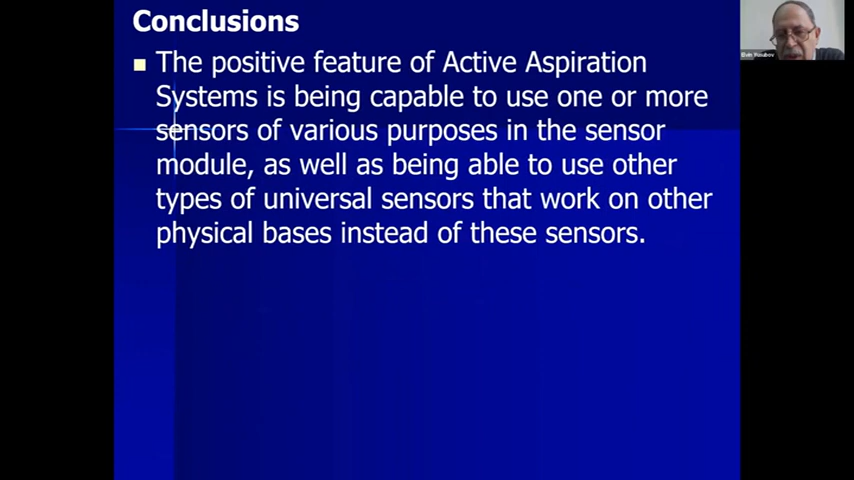 Conclusions
The positive feature of Active Aspiration
Systems is being capable to use one or more
sensors of various purposes in the sensor
module, as well as being able to use other
types of universal sensors that work on other
physical bases instead of these sensors.